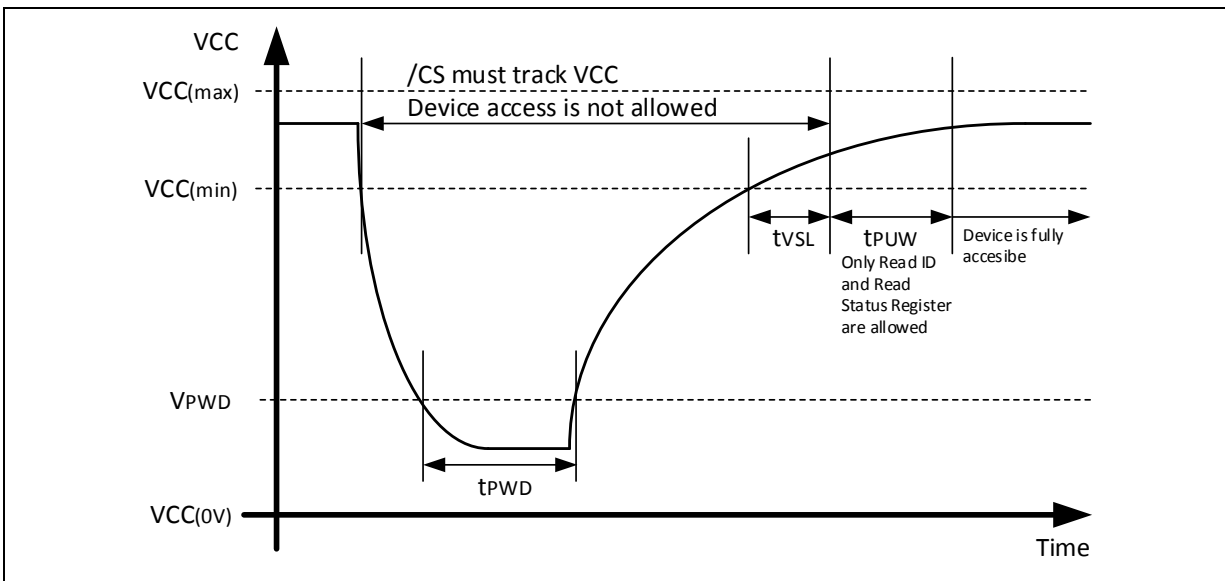 VCC
/CS must track VCC
VCC(max)
Device access is not allowed
VCC(min)
tVSL
tPUW
Device is fully
accesibe
Only Read ID
and Read
Status Register
are allowed
VPWD
tPWD
VCC(0V)
Time